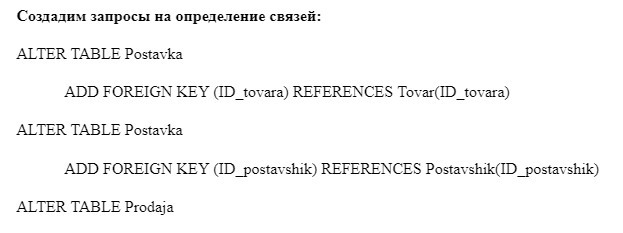 Создадим запросы на определение связей:
ALTER TABLE Postavka
ADD FOREIGN KEY (ID_tovara) REFERENCES Tovar(ID_tovara)
ALTER TABLE Postavka
ADD FOREIGN KEY (ID_postavshik) REFERENCES Postavshik(ID_postavshik)
ALTER TABLE Prodaja